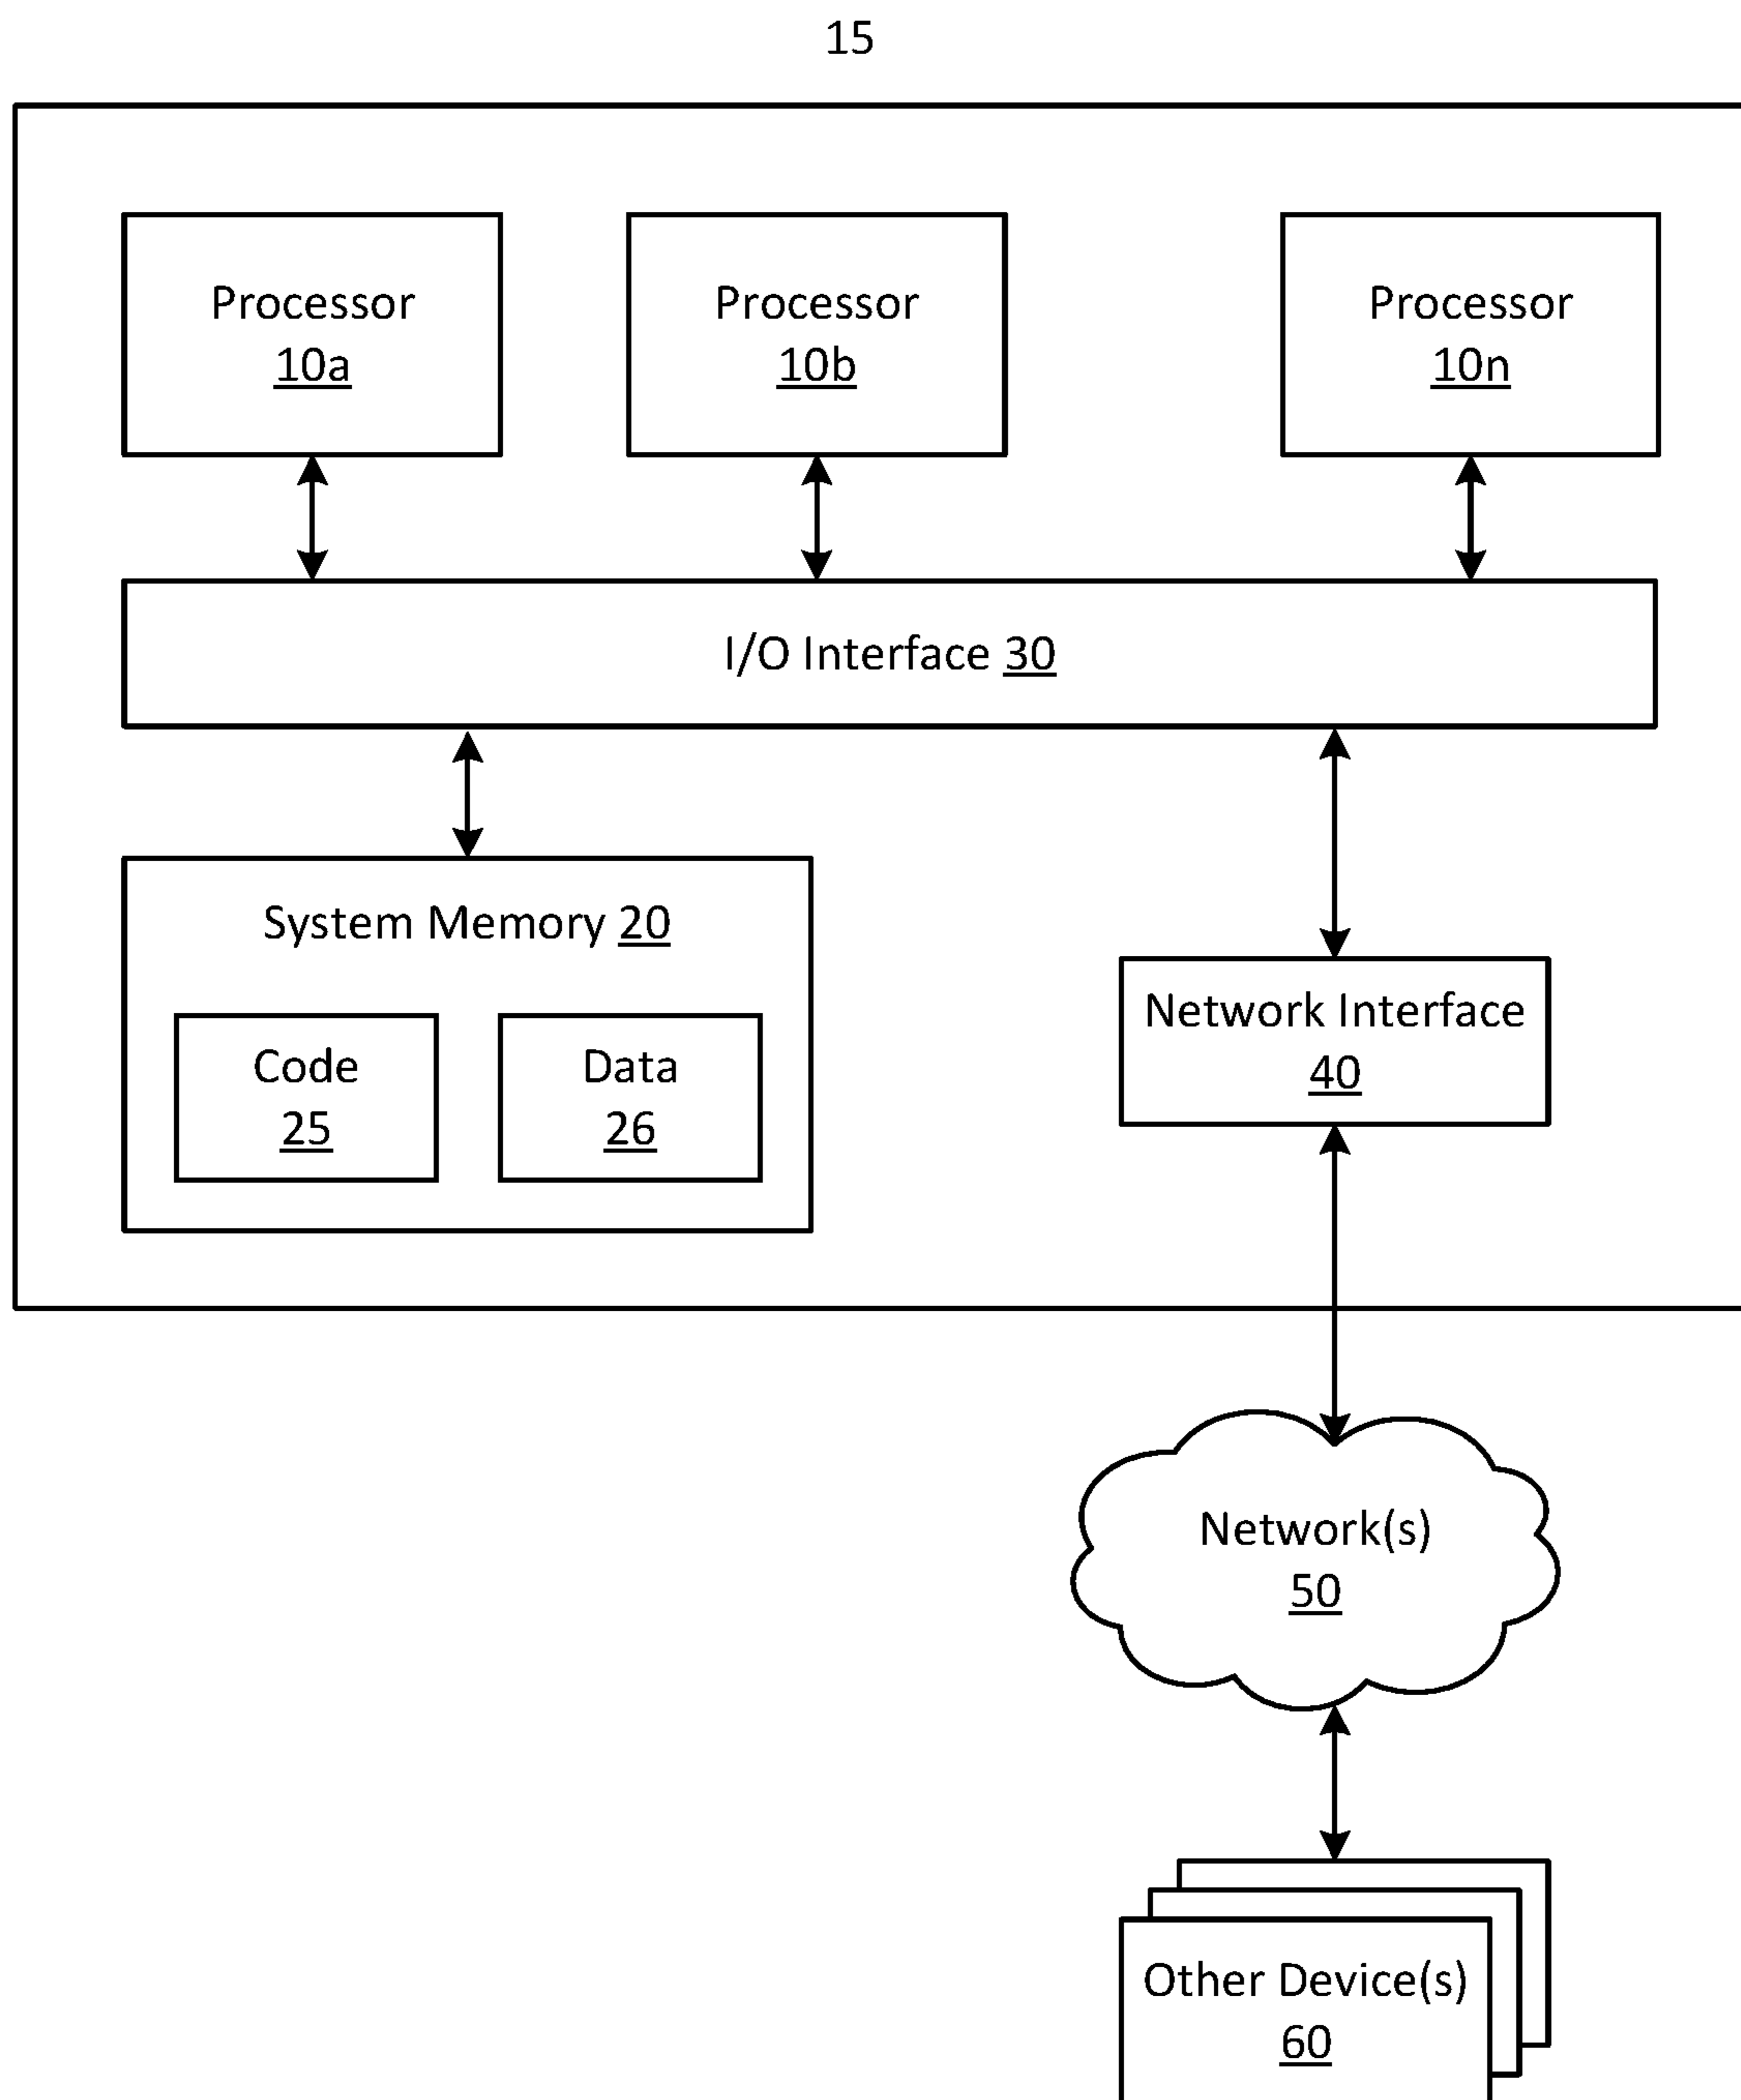 15
Processor
10a
Processor
10b
Processor
10n
I/O Interface 30
System Memory 20
Code
25
Data
26
Network Interface
40
Network(s)
50
Other Device(s)
60